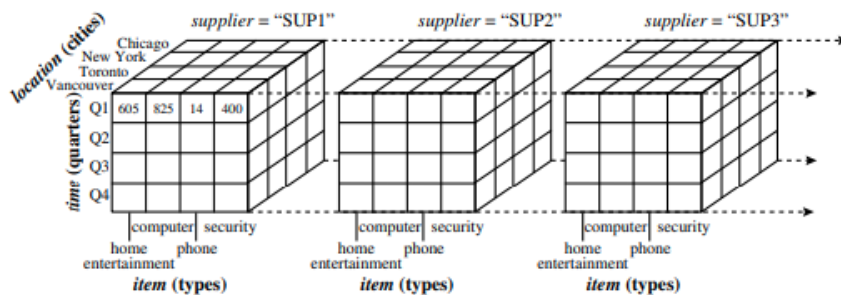 supplier = “SUP1” supplier = “SUP2” supplier = “SUP3”
location (cities)
Chicago
New York
Toronto
Vancouver
time (quarters)
Q1 605 825 14 400
Q2
Q3
Q4
computer security computer security computer security
home phone home phone home phone
entertainment entertainment entertainment
item (types) item (types) item (types)